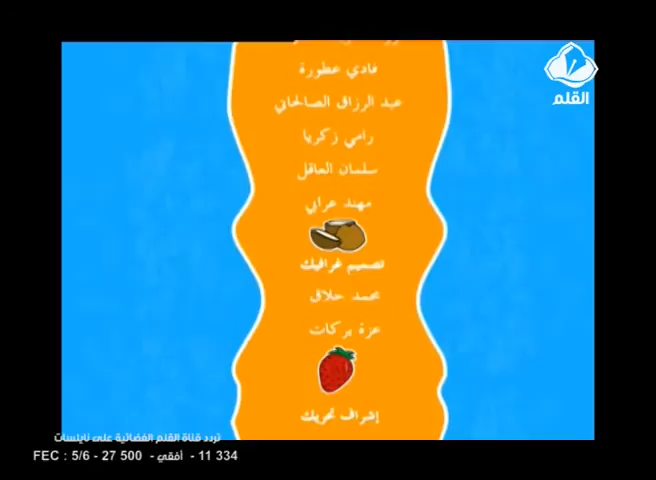 فادي عطورة
عبد الرزاق الصالحاني
رامي زكريا
سلمان العاقل
مهند عرابي
تصميم غرافيك
محمد حلاق
عزة بركات
إشراف تحريك
القلم
تردد قناة القلم الفضائية على نايلسات
FEC : 5/6 - 27 500 - أفقي - 11 334